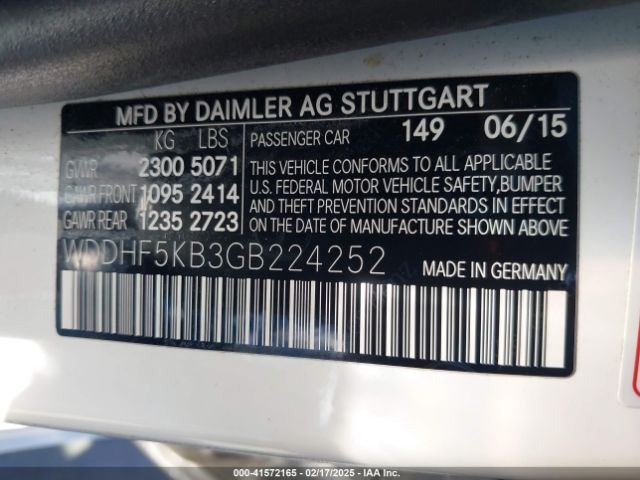 MFD BY DAIMLER AG STUTTGART
KG LBS PASSENGER CAR 149 06/15
GVWR 2300 5071
GAWR FRONT 1095 2414
GAWR REAR 1235 2723
THIS VEHICLE CONFORMS TO ALL APPLICABLE
U.S. FEDERAL MOTOR VEHICLE SAFETY,BUMPER
AND THEFT PREVENTION STANDARDS IN EFFECT
ON THE DATE OF MANUFACTURE SHOWN ABOVE
WDDHF5KB3GB224252 MADE IN GERMANY
000-41572165 - 02/17/2025 - IAA Inc.